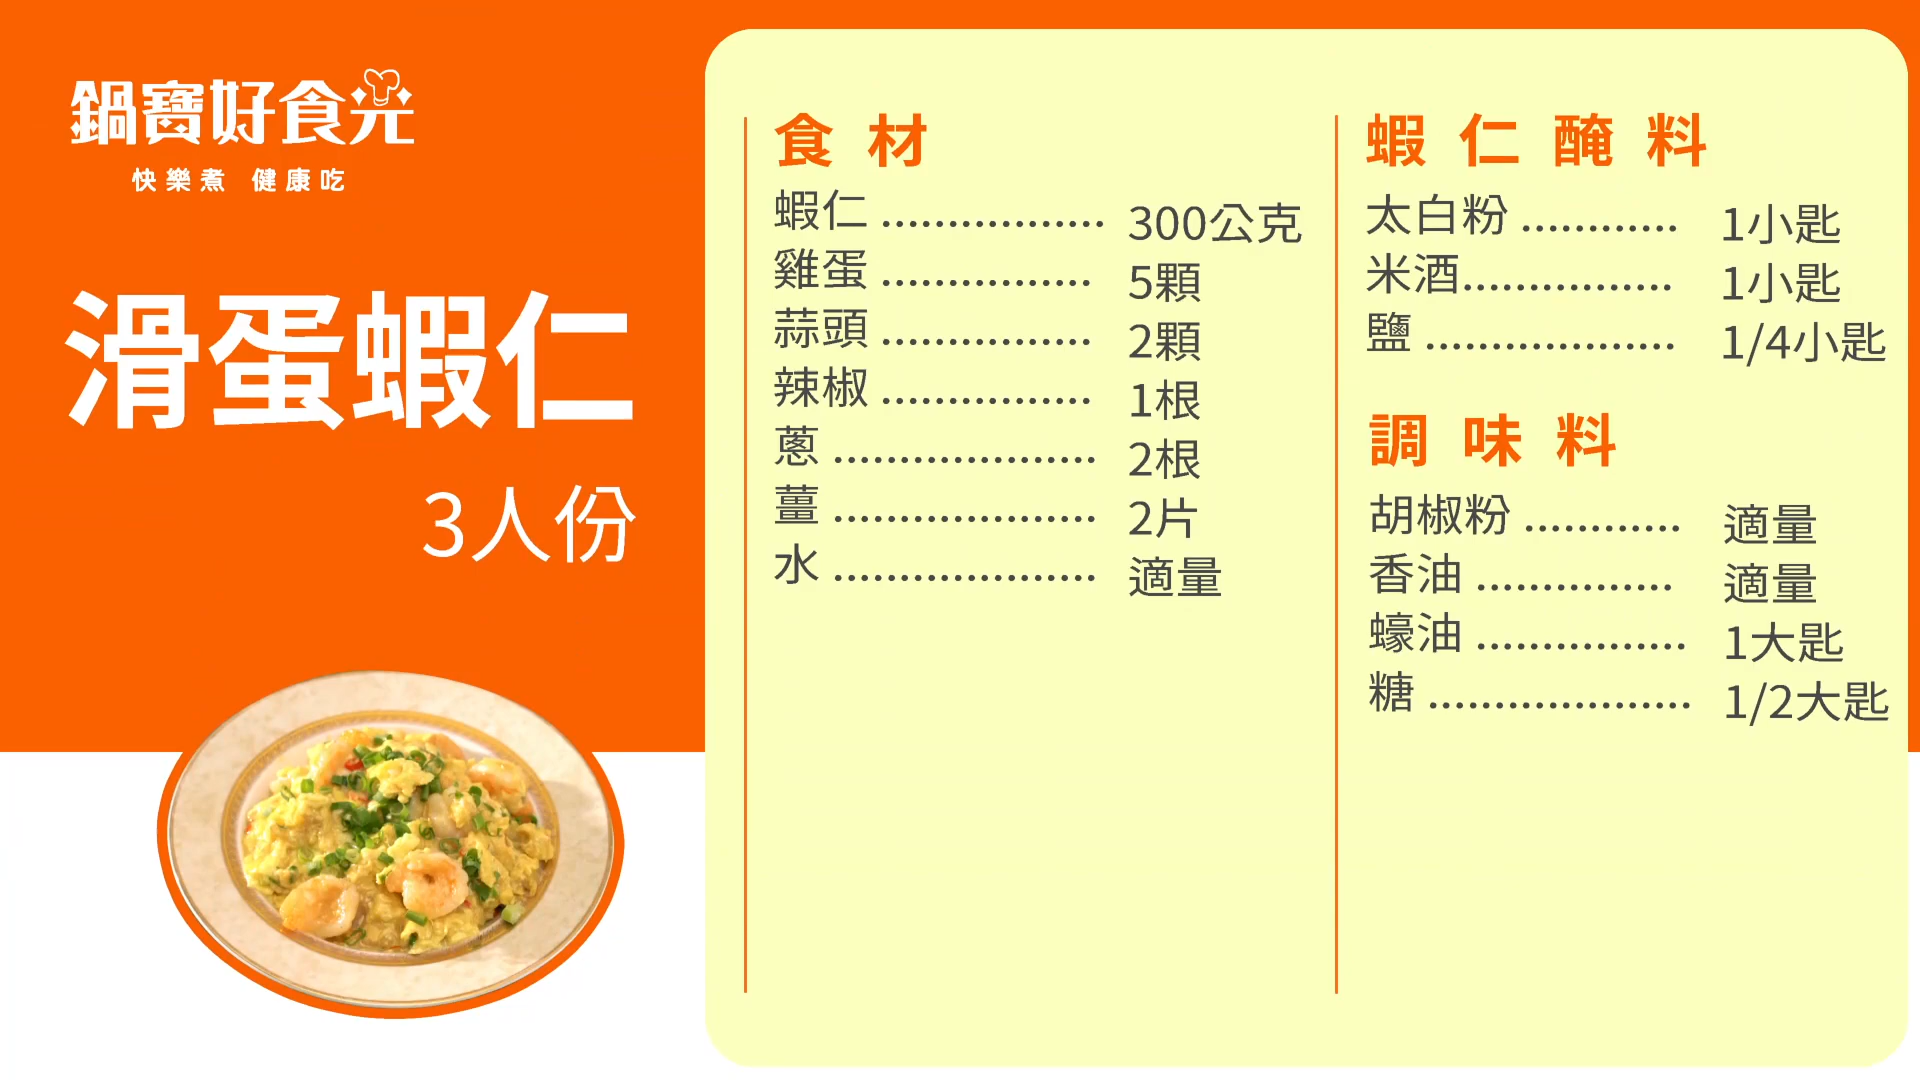 鍋寶好食光
快樂煮 健康吃
滑蛋蝦仁
3人份
食材
蝦仁 ................. 300公克
雞蛋 ................ 5顆
蒜頭 ................ 2顆
辣椒 ................ 1根
蔥 .................... 2根
薑 .................... 2片
水 .................... 適量
蝦仁醃料
太白粉 ............ 1小匙
米酒................ 1小匙
鹽 ................... 1/4小匙
調味料
胡椒粉 ............ 適量
香油 ............... 適量
蠔油 ................ 1大匙
糖 .................... 1/2大匙